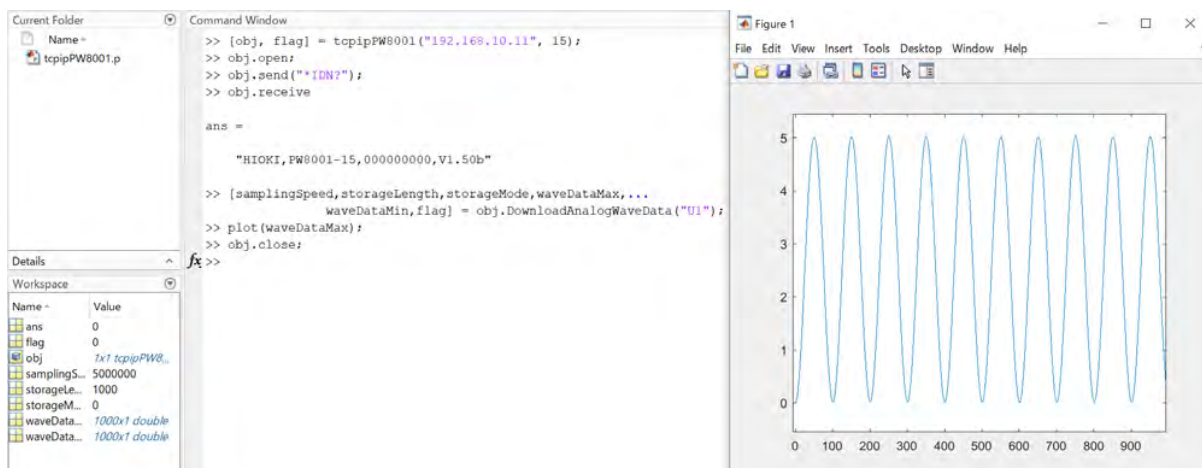 Current Folder
Name
tcpipPW8001.p
Details
Workspace
Name Value
ans 0
flag 0
obj 1x1 tcpipPW8...
samplingS... 5000000
storageLe... 1000
storageM... 0
waveData... 1000x1 double
waveData... 1000x1 double
Command Window
>> [obj, flag] = tcpipPW8001("192.168.10.11", 15);
>> obj.open;
>> obj.send("*IDN?");
>> obj.receive
ans =
"HIOKI,PW8001-15,000000000,V1.50b"
>> [samplingSpeed,storageLength,storageMode,waveDataMax,...
waveDataMin,flag] = obj.DownloadAnalogWaveData("U1");
>> plot(waveDataMax);
>> obj.close;
fx >>
Figure 1
File Edit View Insert Tools Desktop Window Help
5
4
3
2
1
0
0 100 200 300 400 500 600 700 800 900